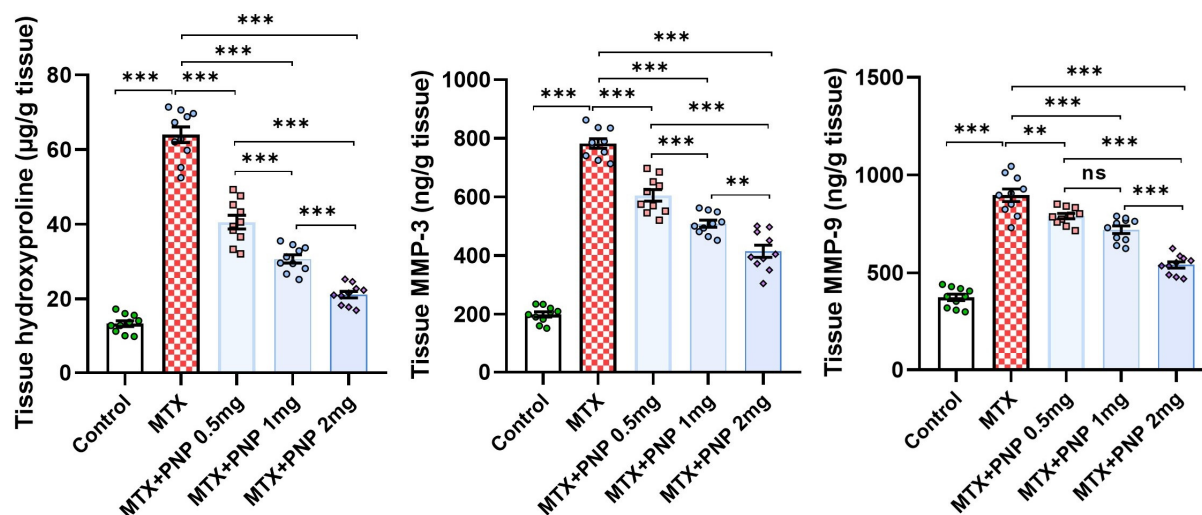 Tissue hydroxyproline (µg/g tissue)
80
60
40
20
0
***
***
***
***
***
***
***
Control
MTX
MTX+PNP 0.5mg
MTX+PNP 1mg
MTX+PNP 2mg
Tissue MMP-3 (ng/g tissue)
1000
800
600
400
200
0
***
***
***
***
***
***
**
Control
MTX
MTX+PNP 0.5mg
MTX+PNP 1mg
MTX+PNP 2mg
Tissue MMP-9 (ng/g tissue)
1500
1000
500
0
***
***
***
**
***
ns
***
Control
MTX
MTX+PNP 0.5mg
MTX+PNP 1mg
MTX+PNP 2mg